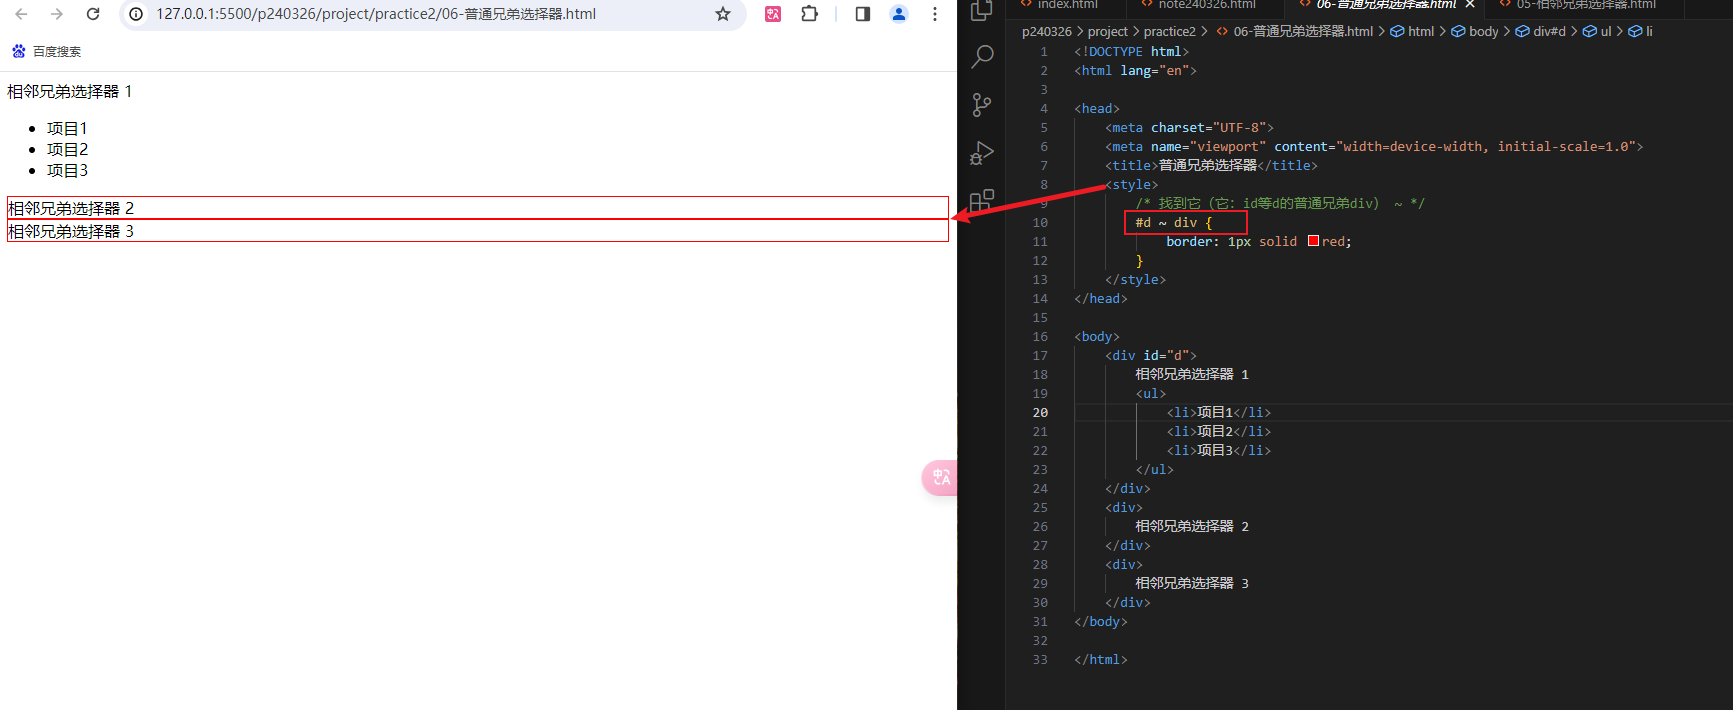 127.0.0.1:5500/p240326/project/practice2/06-普通兄弟选择器.html
百度搜索
相邻兄弟选择器 1
项目1
项目2
项目3
相邻兄弟选择器 2
相邻兄弟选择器 3
中
CA
index.html
note240326.html
06-普通兄弟选择器.html
05-相邻兄弟选择器.html
p240326 > project > practice2 > <> 06-普通兄弟选择器.html > html > body > div#d > ul > li
1 <!DOCTYPE html>
2 <html lang="en">
3
4 <head>
5 <meta charset="UTF-8">
6 <meta name="viewport" content="width=device-width, initial-scale=1.0">
7 <title>普通兄弟选择器</title>
8 <style>
9 /* 找到它（它：id等d的普通兄弟div） ~ */
10 #d ~ div {
11 border: 1px solid red;
12 }
13 </style>
14 </head>
15
16 <body>
17 <div id="d">
18 相邻兄弟选择器 1
19 <ul>
20 <li>项目1</li>
21 <li>项目2</li>
22 <li>项目3</li>
23 </ul>
24 </div>
25 <div>
26 相邻兄弟选择器 2
27 </div>
28 <div>
29 相邻兄弟选择器 3
30 </div>
31 </body>
32
33 </html>